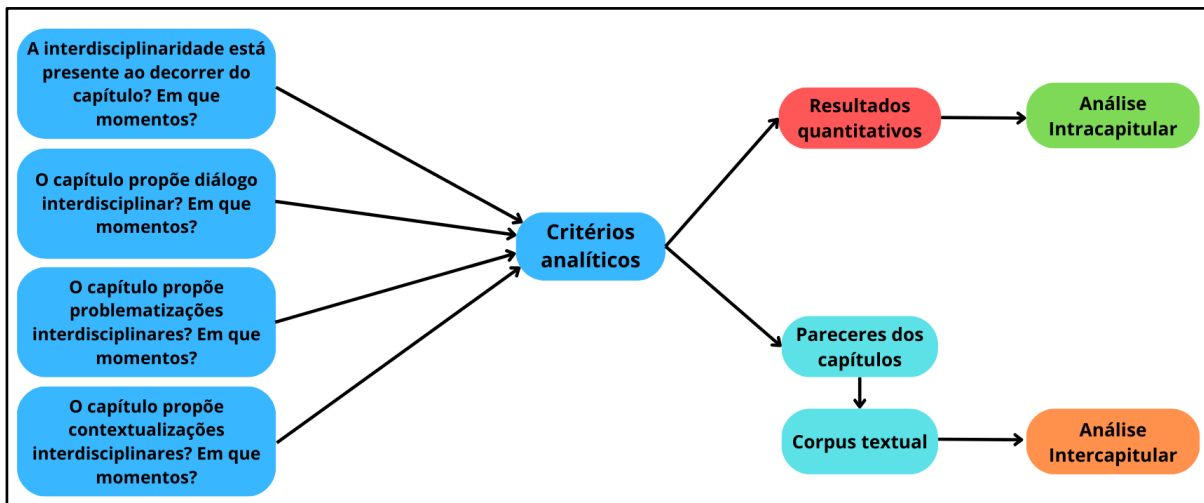 A interdisciplinaridade está
presente ao decorrer do
capítulo? Em que
momentos?
O capítulo propõe diálogo
interdisciplinar? Em que
momentos?
O capítulo propõe
problematizações
interdisciplinares? Em que
momentos?
O capítulo propõe
contextualizações
interdisciplinares? Em que
momentos?
Critérios
analíticos
Resultados
quantitativos
Análise
Intracapitular
Pareceres dos
capítulos
Corpus textual
Análise
Intercapitular